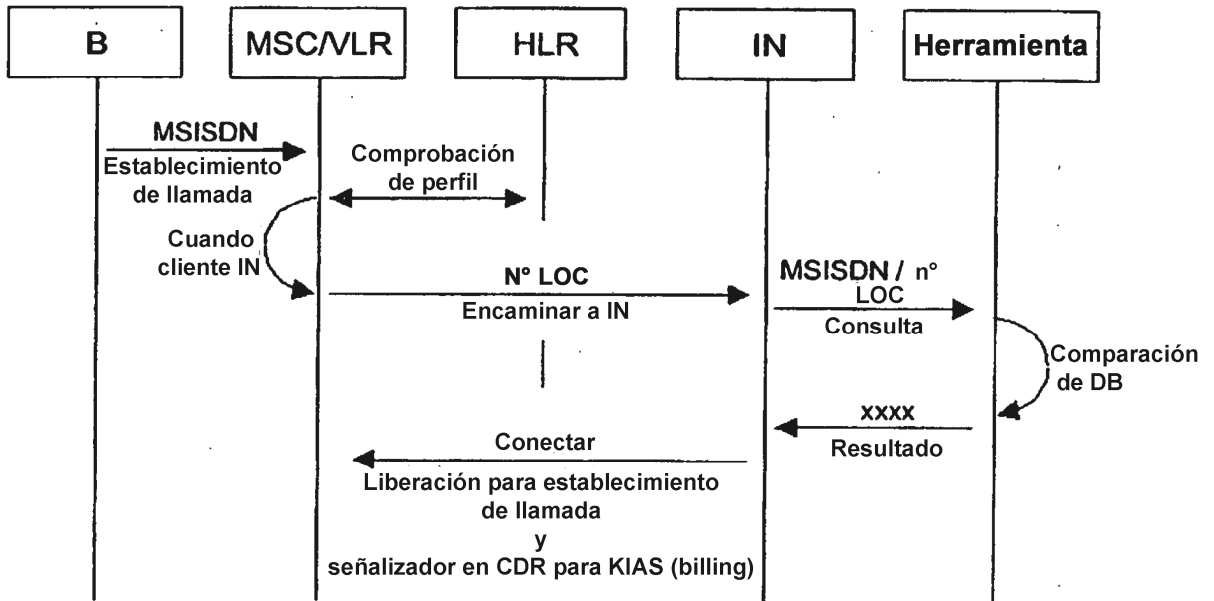 B
MSC/VLR
HLR
IN
Herramienta
MSISDN
Establecimiento
de llamada
Comprobación
de perfil
Cuando
cliente IN
Nº LOC
Encaminar a IN
MSISDN / nº
LOC
Consulta
Comparación
de DB
xxxx
Resultado
Conectar
Liberación para establecimiento
de llamada
y
señalizador en CDR para KIAS (billing)